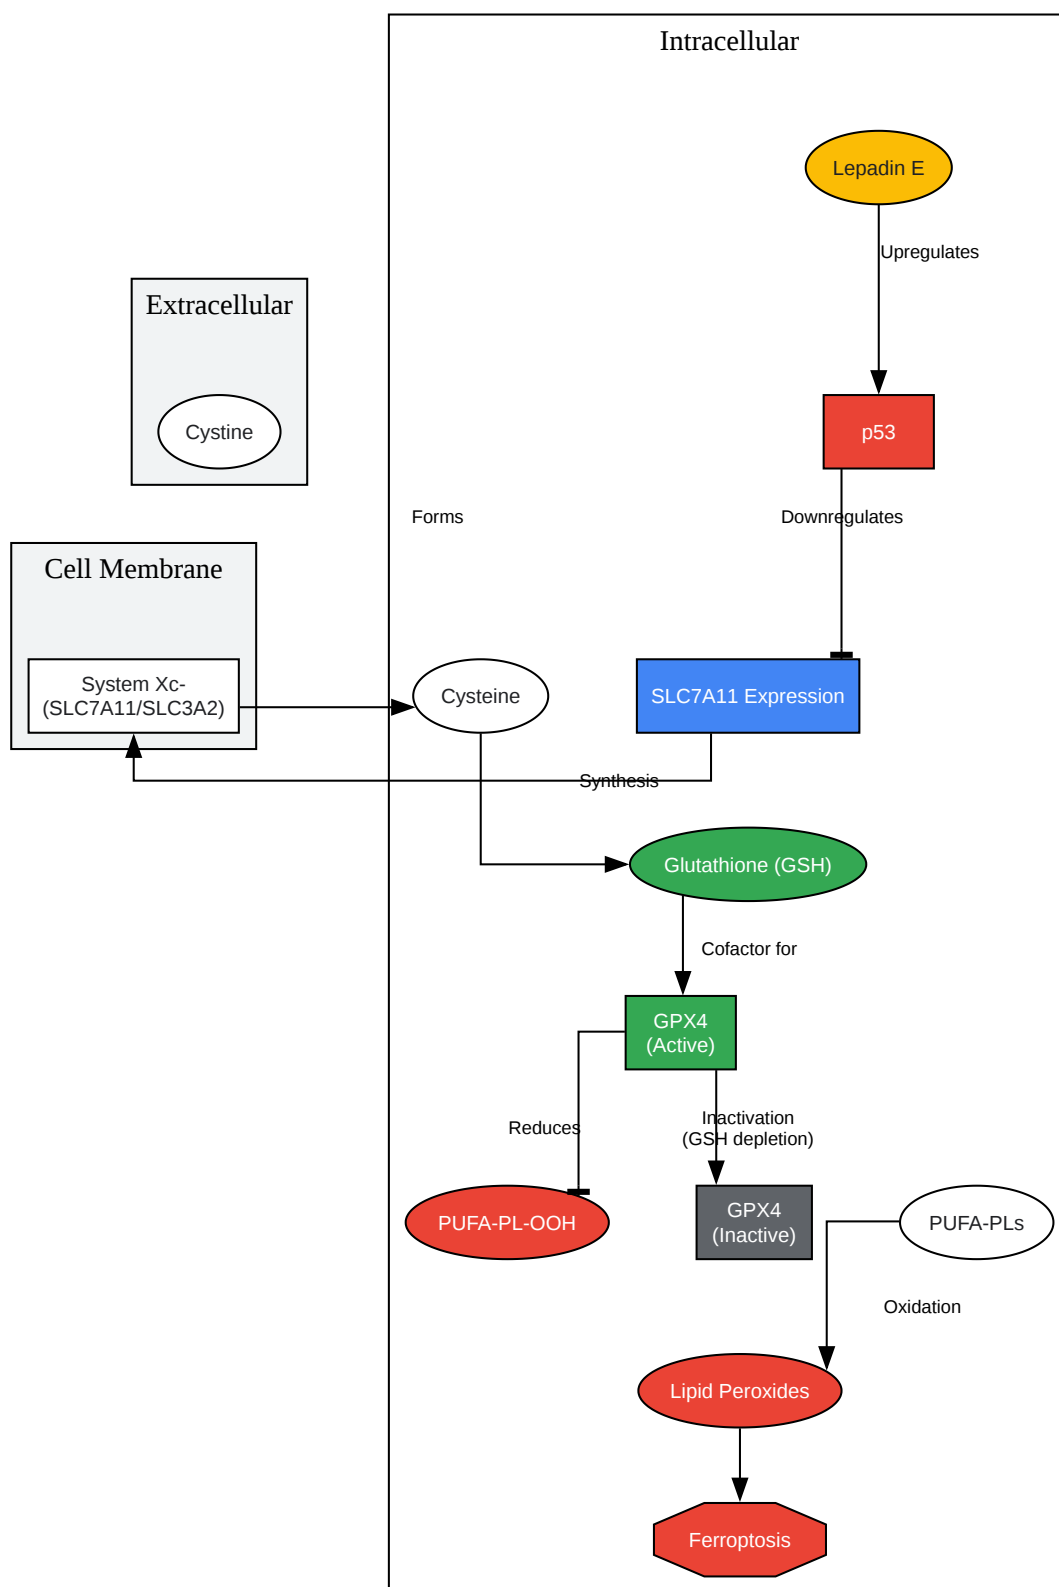 Intracellular
Lepadin E
Upregulates
Extracellular
Cystine
p53
Forms
Downregulates
Cell Membrane
System Xc-
(SLC7A11/SLC3A2)
Cysteine
SLC7A11 Expression
Synthesis
Glutathione (GSH)
Cofactor for
GPX4
(Active)
Reduces
Inactivation
(GSH depletion)
PUFA-PL-OOH
GPX4
(Inactive)
PUFA-PLs
Oxidation
Lipid Peroxides
Ferroptosis